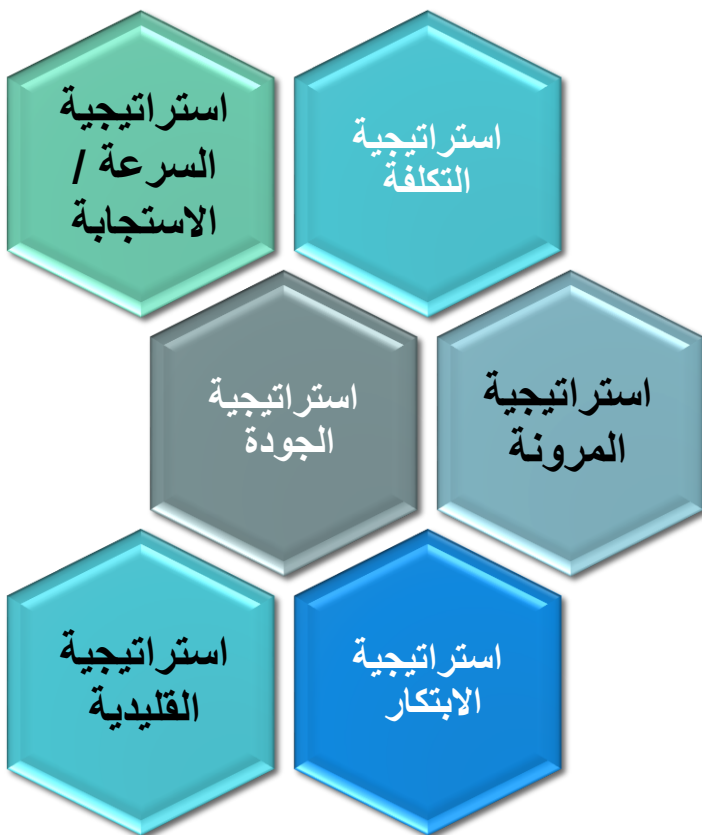 استراتيجية
التكلفة
استراتيجية
السرعة /
الاستجابة
استراتيجية
المرونة
استراتيجية
الجودة
استراتيجية
الابتكار
استراتيجية
القليدية